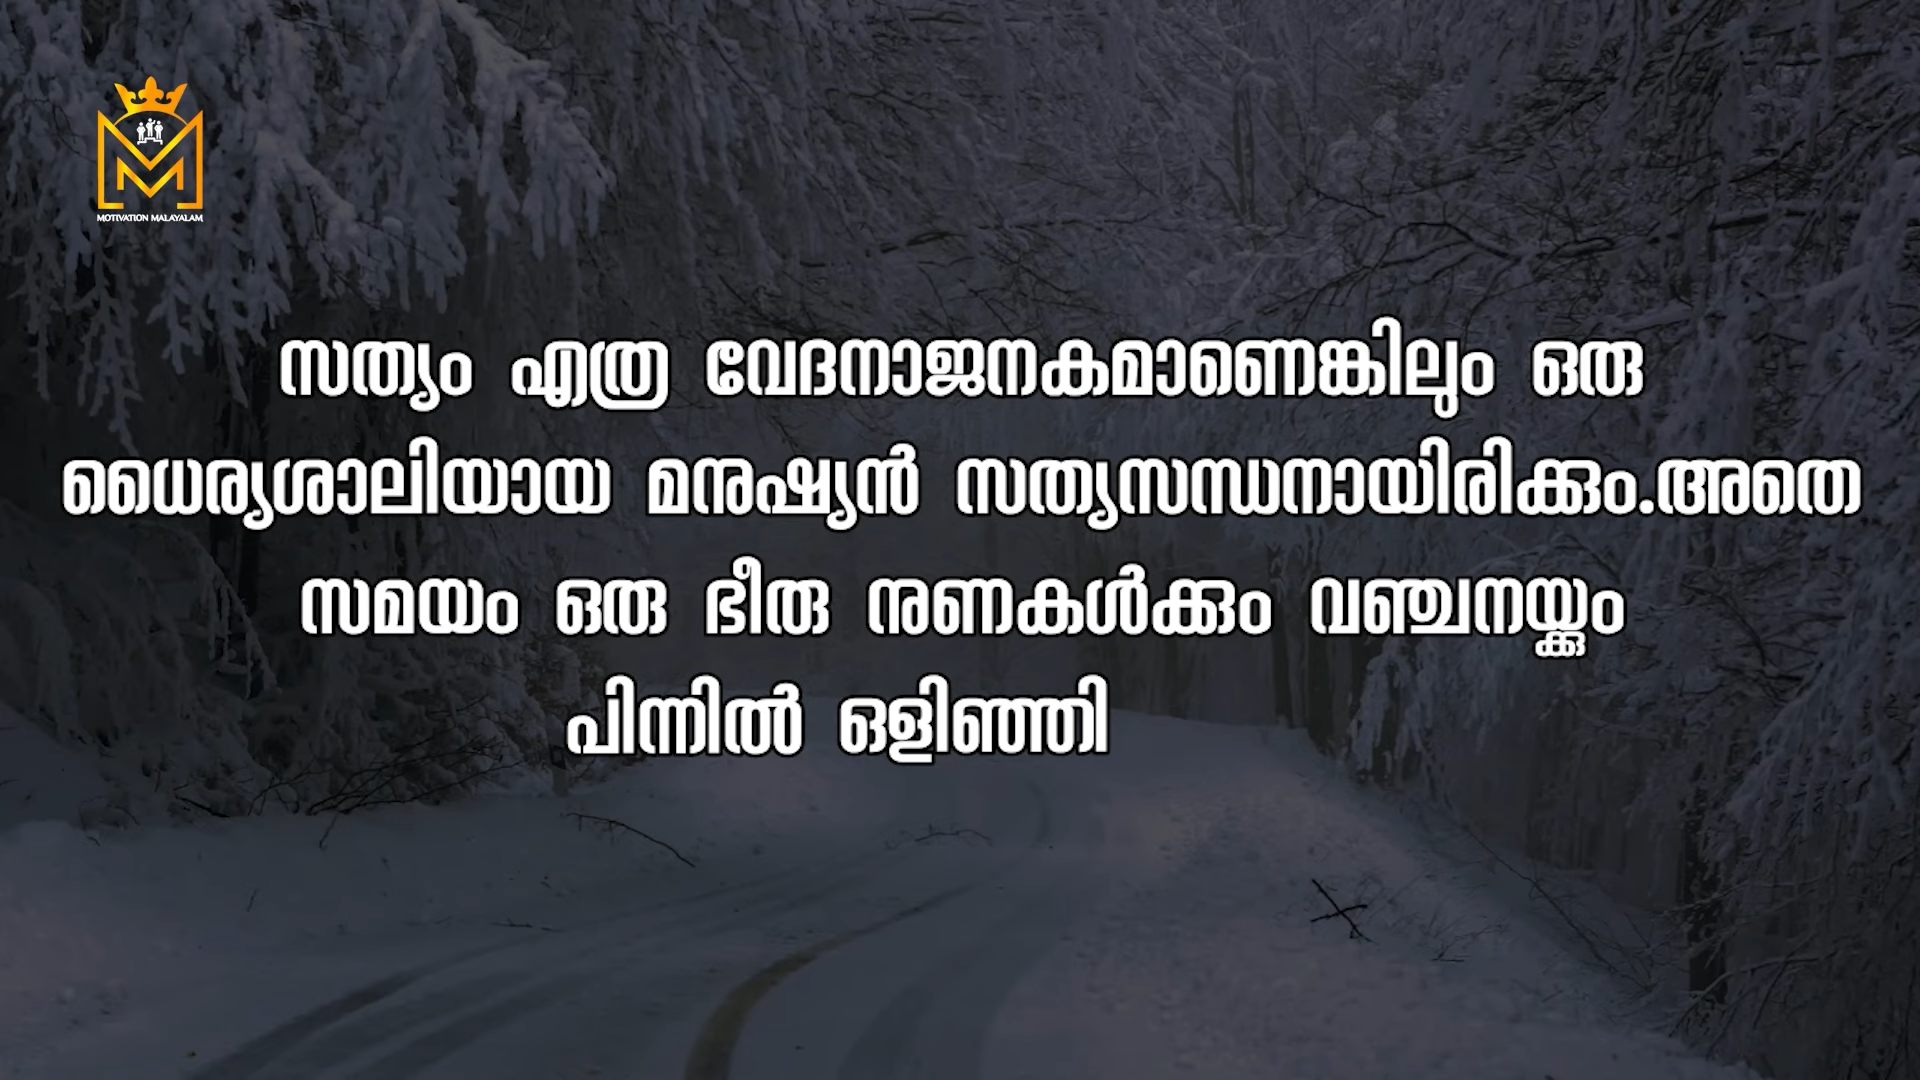 MOTIVATION MALAYALAM
സത്യം എത്ര വേദനാജനകമാണെങ്കിലും ഒരു
ധൈര്യശാലിയായ മനുഷ്യൻ സത്യസന്ധനായിരിക്കും.അതെ
സമയം ഒരു ഭീരു നുണകൾക്കും വഞ്ചനയ്ക്കും
പിന്നിൽ ഒളിഞ്ഞി